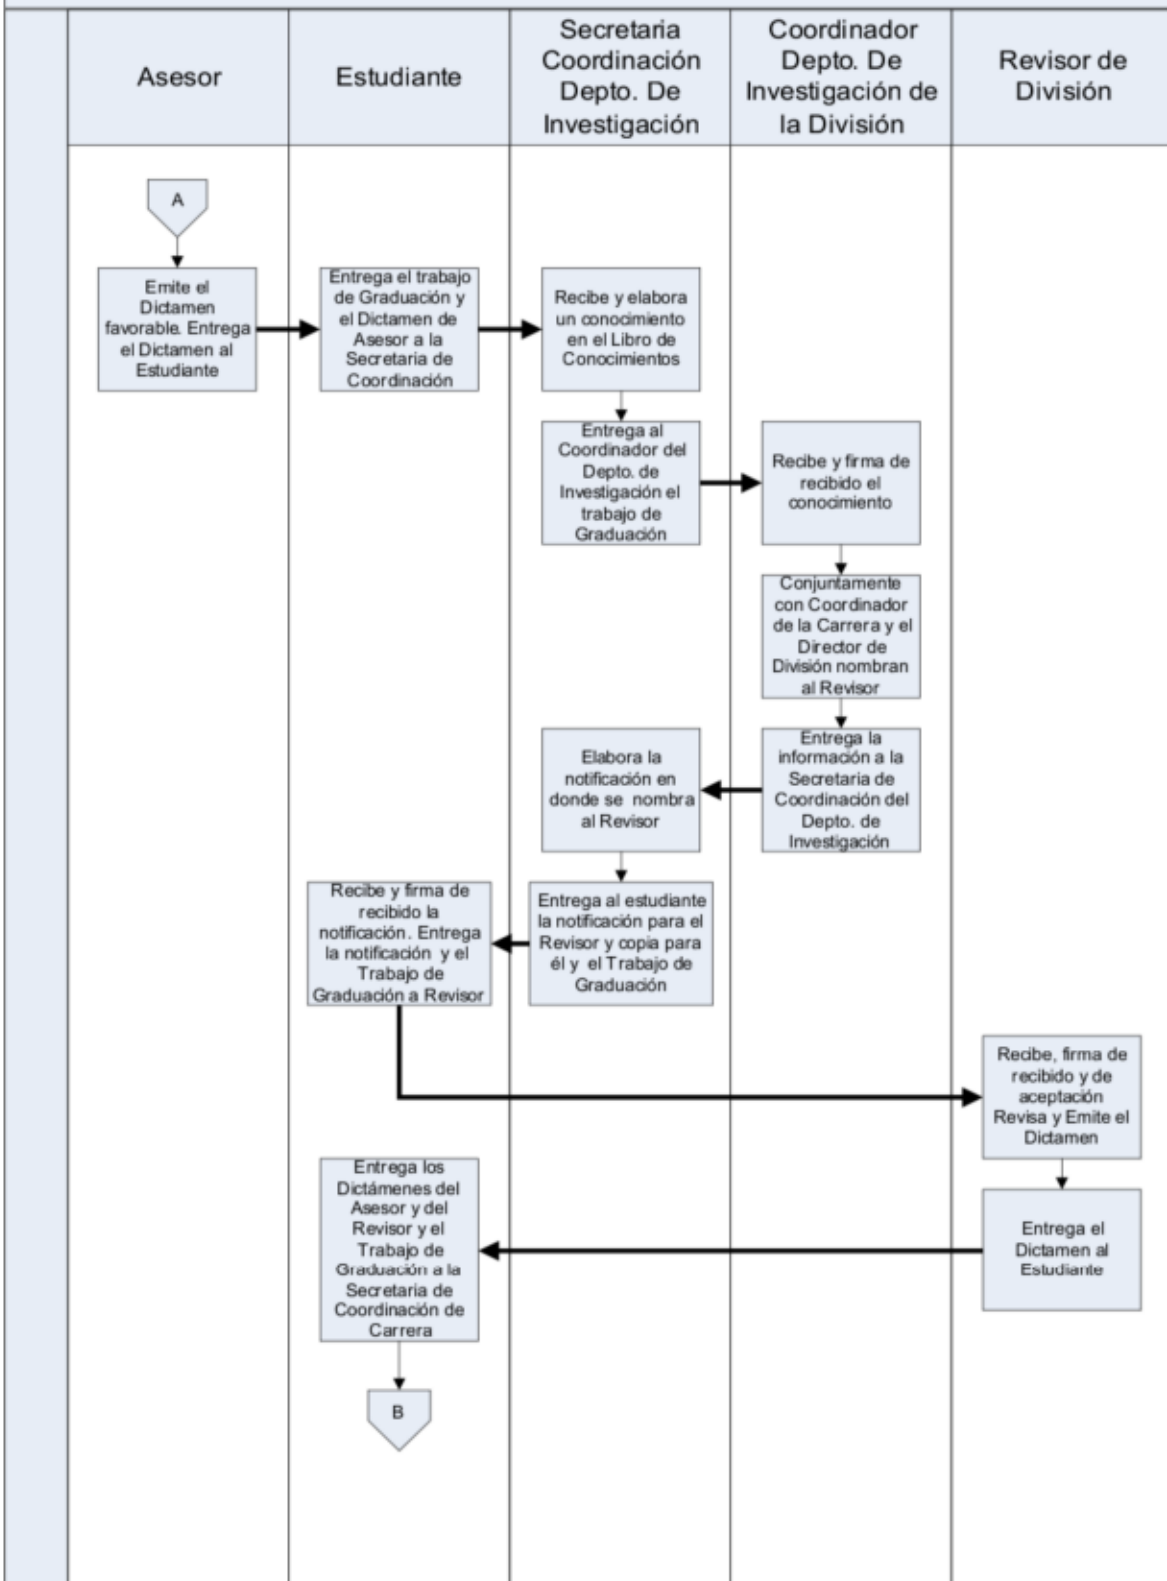 Asesor
Estudiante
Secretaria
Coordinación
Depto. De
Investigación
Coordinador
Depto. De
Investigación de
la División
Revisor de
División
A
Emite el
Dictamen
favorable. Entrega
el Dictamen al
Estudiante
Entrega el trabajo
de Graduación y
el Dictamen de
Asesor a la
Secretaria de
Coordinación
Recibe y elabora
un conocimiento
en el Libro de
Conocimientos
Entrega al
Coordinador del
Depto. de
Investigación el
trabajo de
Graduación
Recibe y firma de
recibido el
conocimiento
Conjuntamente
con Coordinador
de la Carrera y el
Director de
División nombran
al Revisor
Entrega la
información a la
Secretaria de
Coordinación del
Depto. de
Investigación
Elabora la
notificación en
donde se nombra
al Revisor
Entrega al estudiante
la notificación para el
Revisor y copia para
él y el Trabajo de
Graduación
Recibe y firma de
recibido la
notificación. Entrega
la notificación y el
Trabajo de
Graduación a Revisor
Recibe, firma de
recibido y de
aceptación
Revisa y Emite el
Dictamen
Entrega el
Dictamen al
Estudiante
Entrega los
Dictámenes del
Asesor y del
Revisor y el
Trabajo de
Graduación a la
Secretaria de
Coordinación de
Carrera
B